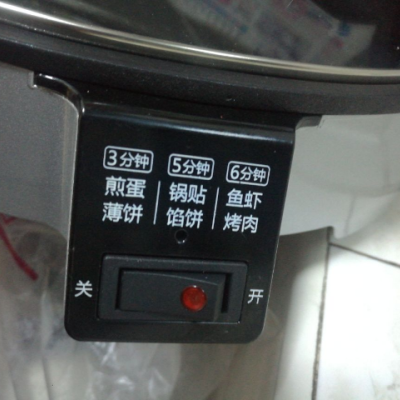 3分钟 5分钟 6分钟
煎蛋 锅贴 鱼虾
薄饼 馅饼 烤肉
关 开